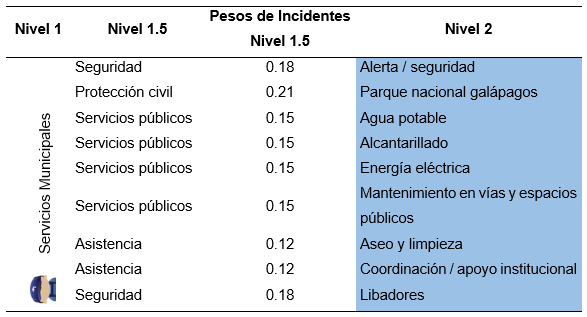 Nivel 1 Nivel 1.5 Pesos de Incidentes Nivel 1.5 Nivel 2
Servicios Municipales
Seguridad 0.18 Alerta / seguridad
Protección civil 0.21 Parque nacional galápagos
Servicios públicos 0.15 Agua potable
Servicios públicos 0.15 Alcantarillado
Servicios públicos 0.15 Energía eléctrica
Servicios públicos 0.15 Mantenimiento en vías y espacios
públicos
Asistencia 0.12 Aseo y limpieza
Asistencia 0.12 Coordinación / apoyo institucional
Seguridad 0.18 Libadores